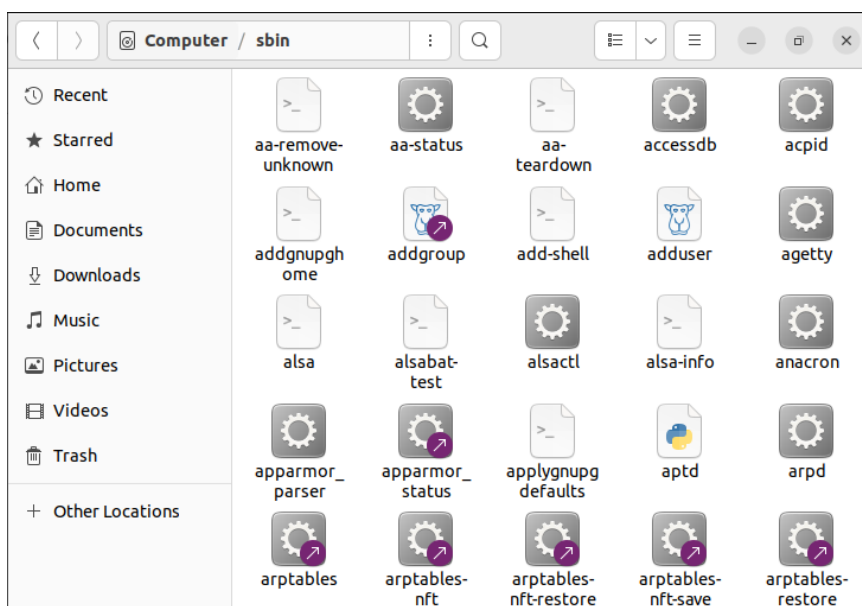 Computer / sbin
Recent
Starred
Home
Documents
Downloads
Music
Pictures
Videos
Trash
+ Other Locations
aa-remove-
unknown
aa-status
aa-
teardown
accessdb
acpid
addgnupgh
ome
addgroup
add-shell
adduser
agetty
alsa
alsabat-
test
alsactl
alsa-info
anacron
apparmor_
parser
apparmor_
status
applygnupg
defaults
aptd
arpd
arptables
arptables-
nft
arptables-
nft-restore
arptables-
nft-save
arptables-
restore